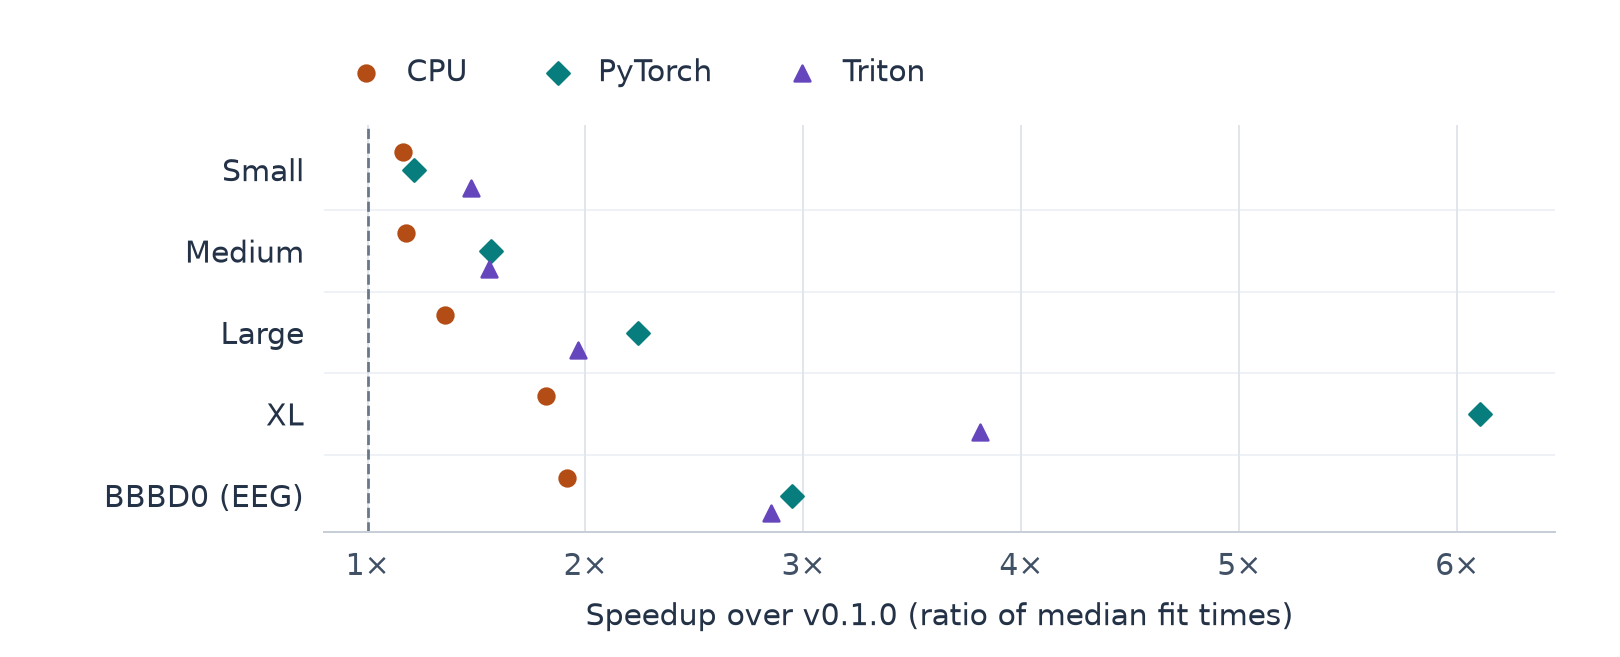 CPU PyTorch Triton
Small
Medium
Large
XL
BBBD0 (EEG)
1× 2× 3× 4× 5× 6×
Speedup over v0.1.0 (ratio of median fit times)